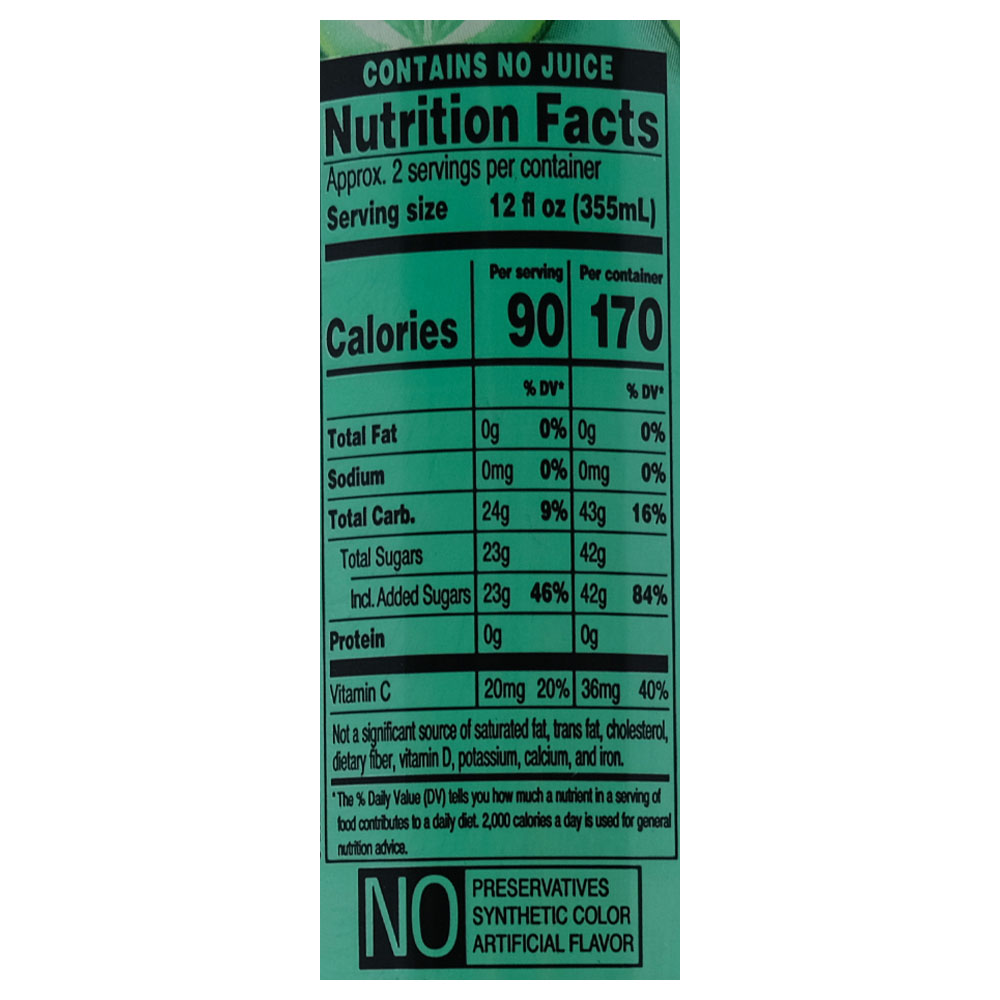 CONTAINS NO JUICE
Nutrition Facts
Approx. 2 servings per container
Serving size 12 fl oz (355mL)
Per serving Per container
Calories 90 170
% DV* % DV*
Total Fat 0g 0% 0g 0%
Sodium 0mg 0% 0mg 0%
Total Carb. 24g 9% 43g 16%
Total Sugars 23g 42g
Incl. Added Sugars 23g 46% 42g 84%
Protein 0g 0g
Vitamin C 20mg 20% 36mg 40%
Not a significant source of saturated fat, trans fat, cholesterol,
dietary fiber, vitamin D, potassium, calcium, and iron.
*The % Daily Value (DV) tells you how much a nutrient in a serving of
food contributes to a daily diet. 2,000 calories a day is used for general
nutrition advice.
NO PRESERVATIVES
SYNTHETIC COLOR
ARTIFICIAL FLAVOR